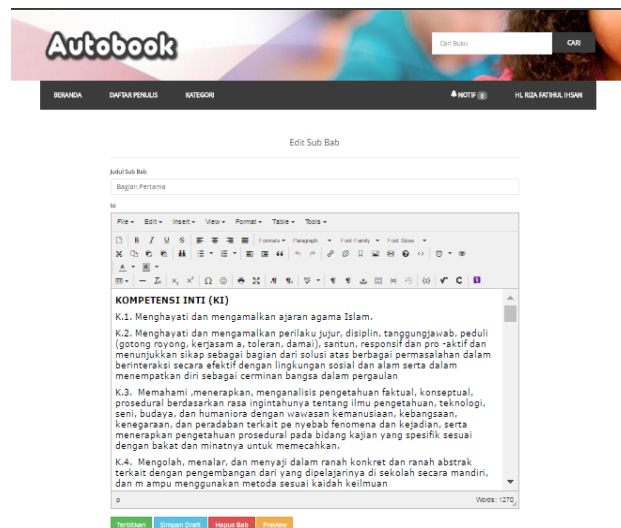 Autobook
Cari Buku
CARI
BERANDA DAFTAR PENULIS KATEGORI NOTIF 0 HI, RIZA FATIHUL IHSAN
Edit Sub Bab
Judul Sub Bab
Bagian Pertama
Isi
File Edit Insert View Format Table Tools
B I U S Formats Paragraph Font Family Font Sizes
A A
KOMPETENSI INTI (KI)
K.1. Menghayati dan mengamalkan ajaran agama Islam.
K.2. Menghayati dan mengamalkan perilaku jujur, disiplin, tanggungjawab, peduli
(gotong royong, kerjasam a, toleran, damai), santun, responsif dan pro -aktif dan
menunjukkan sikap sebagai bagian dari solusi atas berbagai permasalahan dalam
berinteraksi secara efektif dengan lingkungan sosial dan alam serta dalam
menempatkan diri sebagai cerminan bangsa dalam pergaulan
K.3. Memahami ,menerapkan, menganalisis pengetahuan faktual, konseptual,
prosedural berdasarkan rasa ingintahunya tentang ilmu pengetahuan, teknologi,
seni, budaya, dan humaniora dengan wawasan kemanusiaan, kebangsaan,
kenegaraan, dan peradaban terkait pe nyebab fenomena dan kejadian, serta
menerapkan pengetahuan prosedural pada bidang kajian yang spesifik sesuai
dengan bakat dan minatnya untuk memecahkan.
K.4. Mengolah, menalar, dan menyaji dalam ranah konkret dan ranah abstrak
terkait dengan pengembangan dari yang dipelajarinya di sekolah secara mandiri,
dan m ampu menggunakan metoda sesuai kaidah keilmuan
p Words: 1270
Terbitkan Simpan Draft Hapus Bab Preview